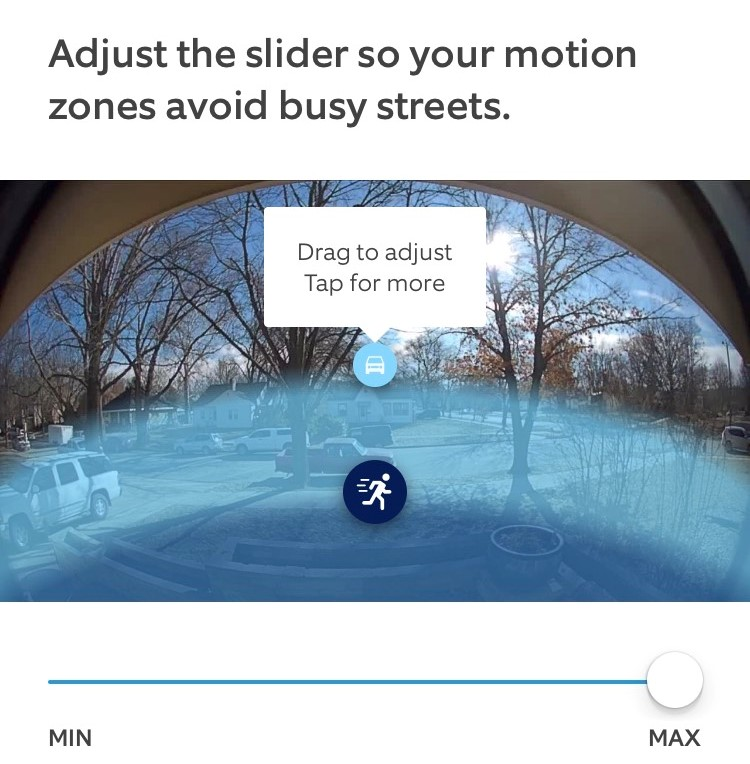 Adjust the slider so your motion
zones avoid busy streets.
Drag to adjust
Tap for more
MIN
MAX